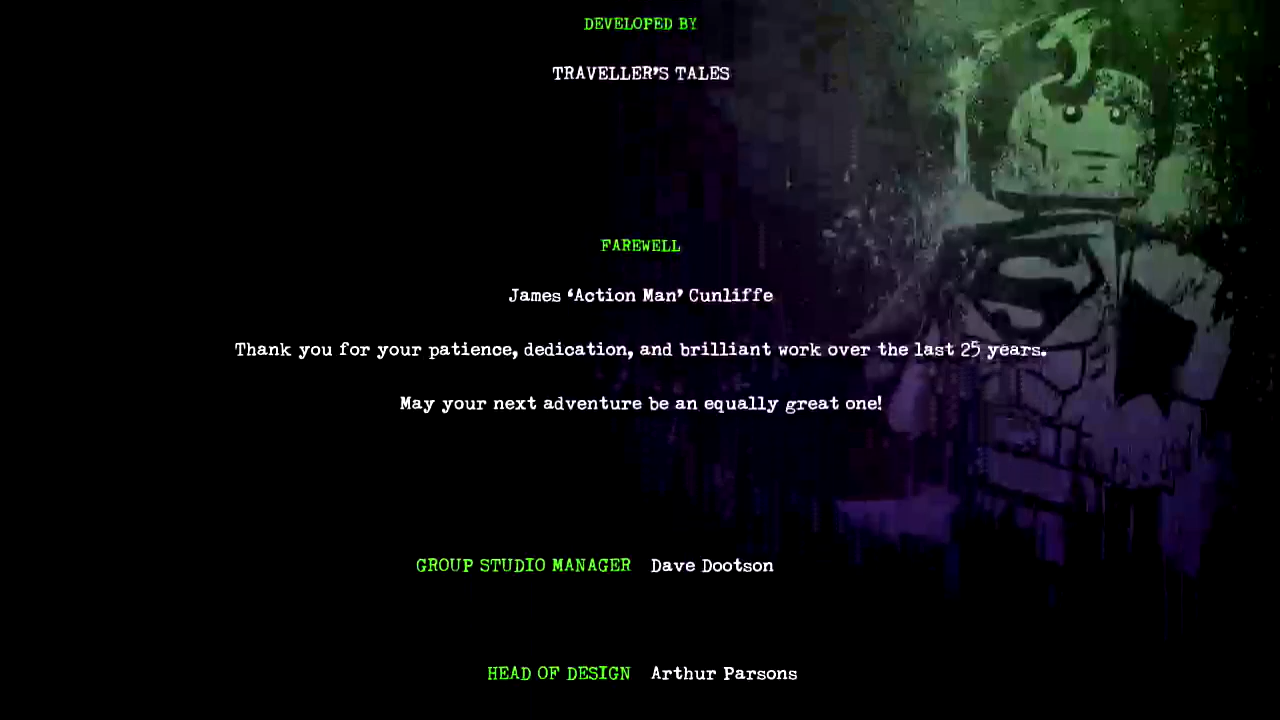 DEVELOPED BY
TRAVELLER'S TALES
FAREWELL
James ‘Action Man’ Cunliffe
Thank you for your patience, dedication, and brilliant work over the last 25 years.
May your next adventure be an equally great one!
GROUP STUDIO MANAGER Dave Dootson
HEAD OF DESIGN Arthur Parsons